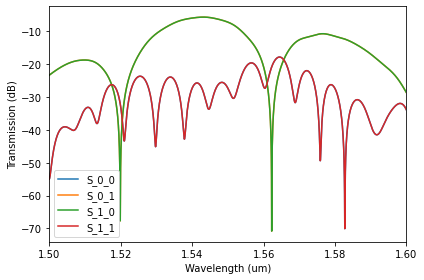 −10
−20
−30
−40
−50
−60
−70
Transmission (dB)
S_0_0
S_0_1
S_1_0
S_1_1
1.50 1.52 1.54 1.56 1.58 1.60
Wavelength (um)